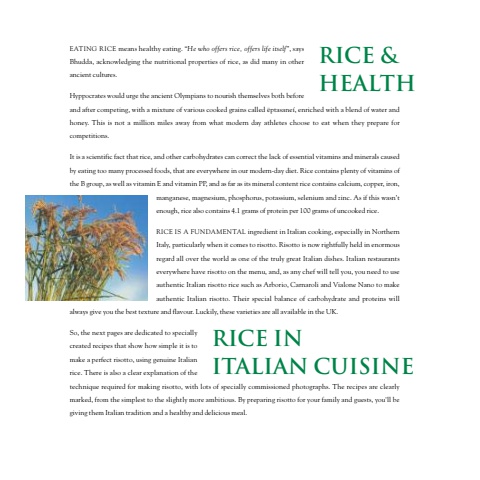 RICE &
HEALTH
EATING RICE means healthy eating. "He who offers rice, offers life itself", says
Bhudda, acknowledging the nutritional properties of rice, as did many in other
ancient cultures.
Hyppocrates would urge the ancient Olympians to nourish themselves both before
and after competing, with a mixture of various cooked grains called éptasaneí, enriched with a blend of water and
honey. This is not a million miles away from what modern day athletes choose to eat when they prepare for
competitions.
It is a scientific fact that rice, and other carbohydrates can correct the lack of essential vitamins and minerals caused
by eating too many processed foods, that are everywhere in our modern-day diet. Rice contains plenty of vitamins of
the B group, as well as vitamin E and vitamin PP, and as far as its mineral content rice contains calcium, copper, iron,
manganese, magnesium, phosphorus, potassium, selenium and zinc. As if this wasn't
enough, rice also contains 4.1 grams of protein per 100 grams of uncooked rice.
RICE IS A FUNDAMENTAL ingredient in Italian cooking, especially in Northern
Italy, particularly when it comes to risotto. Risotto is now rightfully held in enormous
regard all over the world as one of the truly great Italian dishes. Italian restaurants
everywhere have risotto on the menu, and, as any chef will tell you, you need to use
authentic Italian risotto rice such as Arborio, Carnaroli and Vialone Nano to make
authentic Italian risotto. Their special balance of carbohydrate and proteins will
always give you the best texture and flavour. Luckily, these varieties are all available in the UK.
RICE IN
ITALIAN CUISINE
So, the next pages are dedicated to specially
created recipes that show how simple it is to
make a perfect risotto, using genuine Italian
rice. There is also a clear explanation of the
technique required for making risotto, with lots of specially commissioned photographs. The recipes are clearly
marked, from the simplest to the slightly more ambitious. By preparing risotto for your family and guests, you'll be
giving them Italian tradition and a healthy and delicious meal.